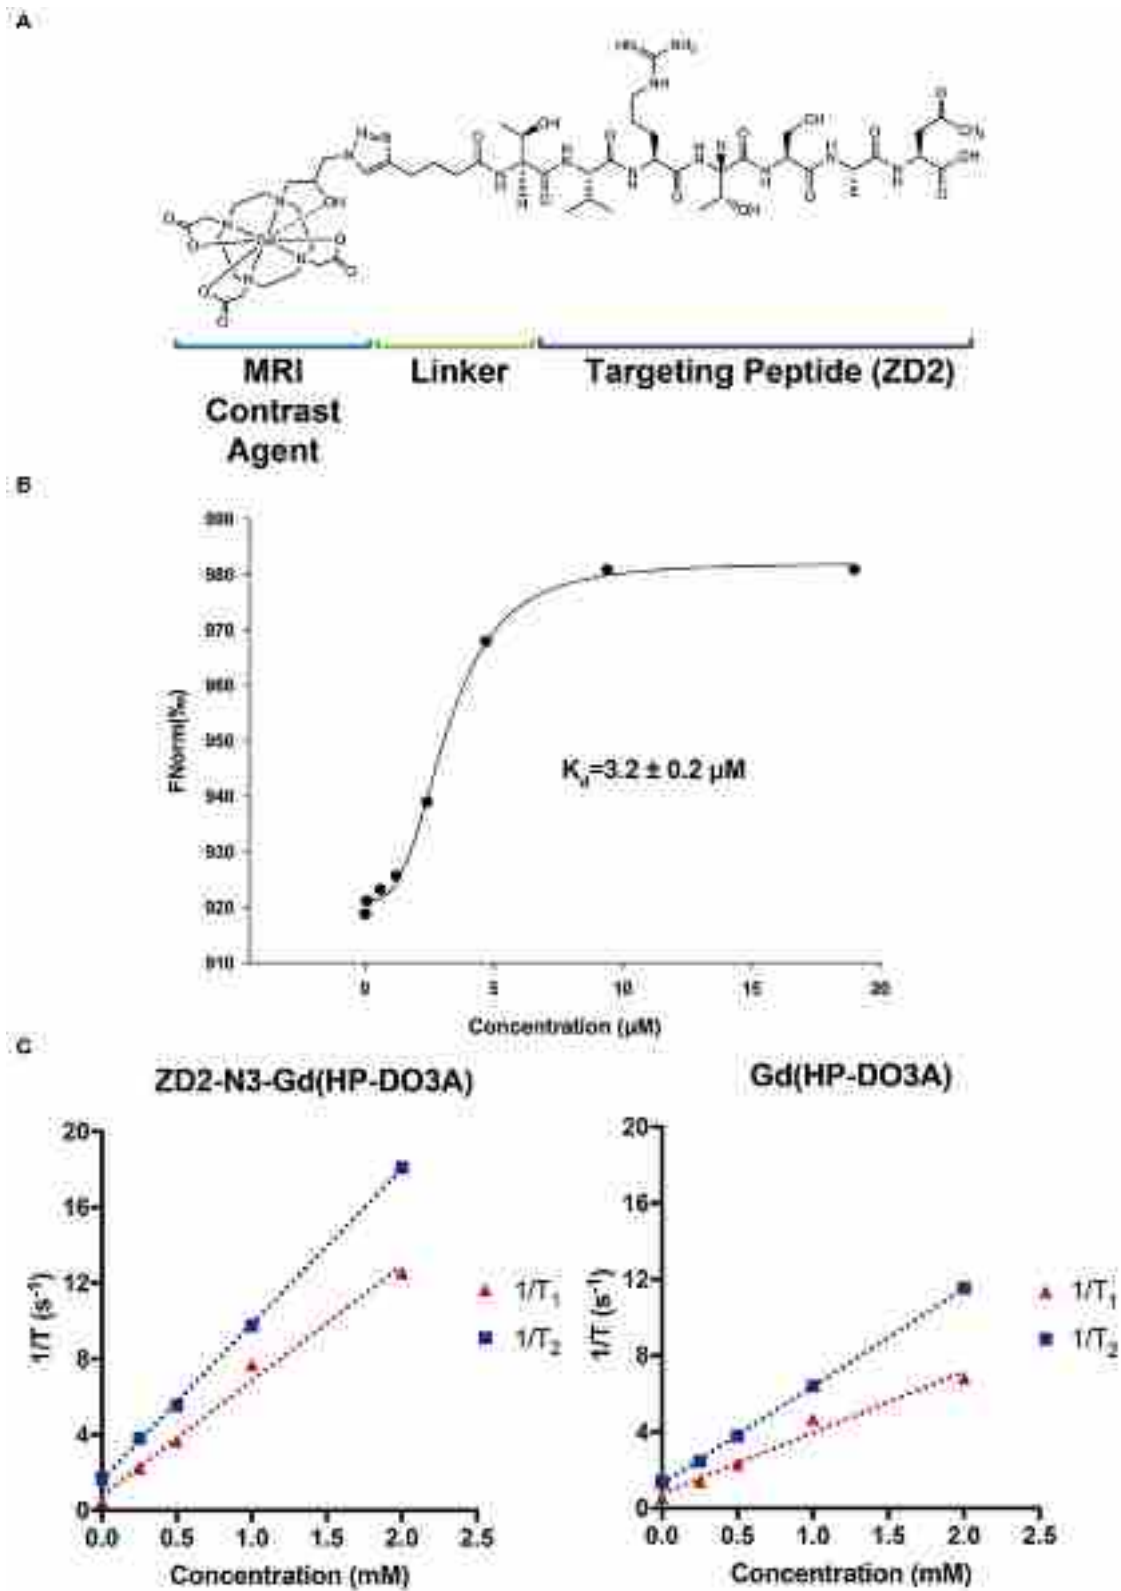 A
MRI
Contrast
Agent
Linker
Targeting Peptide (ZD2)
B
990
980
970
960
950
940
930
920
910
FNorm(‰)
Kd=3.2 ± 0.2 µM
0 5 10 15 20
Concentration (µM)
C
ZD2-N3-Gd(HP-DO3A)
20
16
12
8
4
0
1/T (s-1)
1/T1
1/T2
0.0 0.5 1.0 1.5 2.0 2.5
Concentration (mM)
Gd(HP-DO3A)
20
16
12
8
4
0
1/T (s-1)
1/T1
1/T2
0.0 0.5 1.0 1.5 2.0 2.5
Concentration (mM)